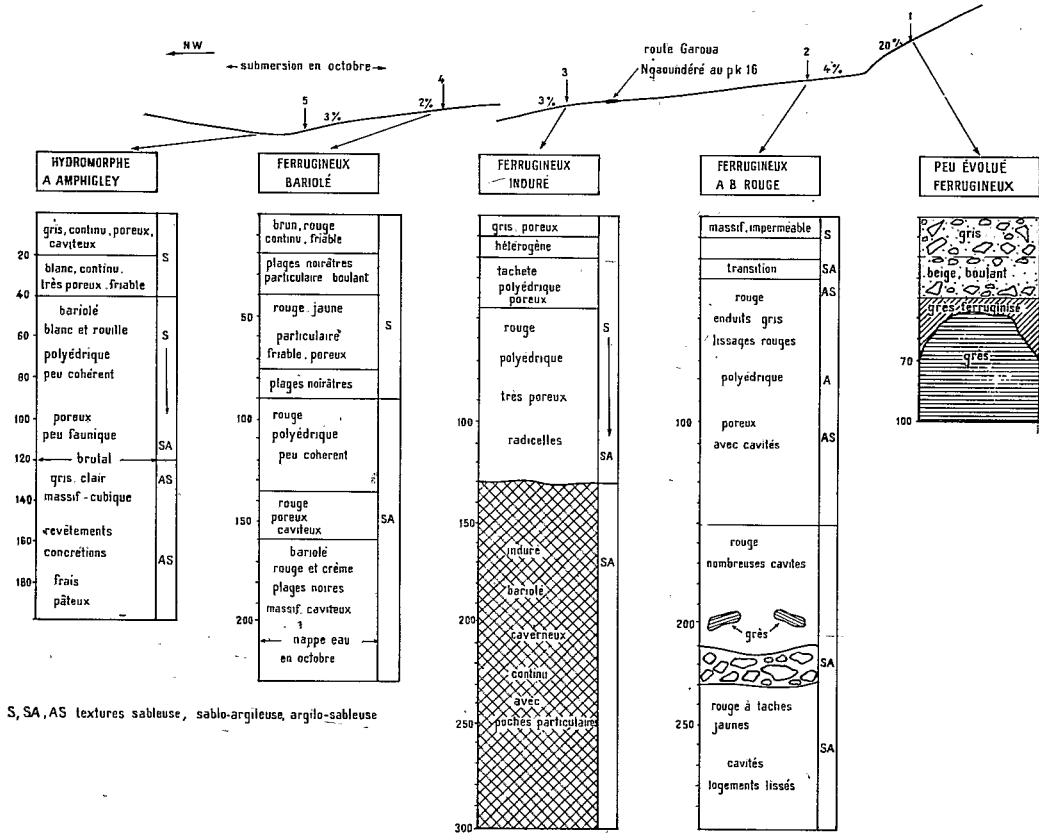 NW
submersion en octobre
route Garoua
Ngaoundéré au pk 16
1
20%
2
4%
3
3%
4
2%
5
3%
HYDROMORPHE
A AMPHIGLEY
FERRUGINEUX
BARIOLÉ
FERRUGINEUX
INDURÉ
FERRUGINEUX
A B ROUGE
PEU ÉVOLUÉ
FERRUGINEUX
0
gris, continu, poreux,
caviteux
S
20
blanc, continu,
très poreux, friable
40
bariolé
60
blanc et rouille
S
polyédrique
80
peu cohérent
100
poreux
peu faunique
SA
120
brutal
gris clair
AS
140
massif-cubique
revêtements
160
concrétions
AS
frais
180
pâteux
brun, rouge
continu, friable
plages noirâtres
particulaire boulant
50
rouge jaune
S
particulaire
friable, poreux
plages noirâtres
100
rouge
polyédrique
peu coherent
rouge
150
poreux
SA
caviteux
bariolé
rouge et crème
plages noires
massif caviteux
200
nappe eau
en octobre
gris poreux
hétérogène
tacheté
polyédrique
poreux
50
rouge
S
polyédrique
100
très poreux
radicelles
SA
150
induré
SA
bariolé
200
caverneux
continu
avec
250
poches particulaire
300
massif, imperméable
S
transition
SA
rouge
AS
50
enduits gris
lissages rouges
polyédrique
A
100
poreux
avec cavités
AS
rouge
nombreuses cavites
200
grès
SA
rouge à taches
250
jaunes
SA
cavités
logements lissés
gris
beige, boulant
grès ferruginisé
70
grès
100
S, SA, AS textures sableuse, sablo-argileuse, argilo-sableuse